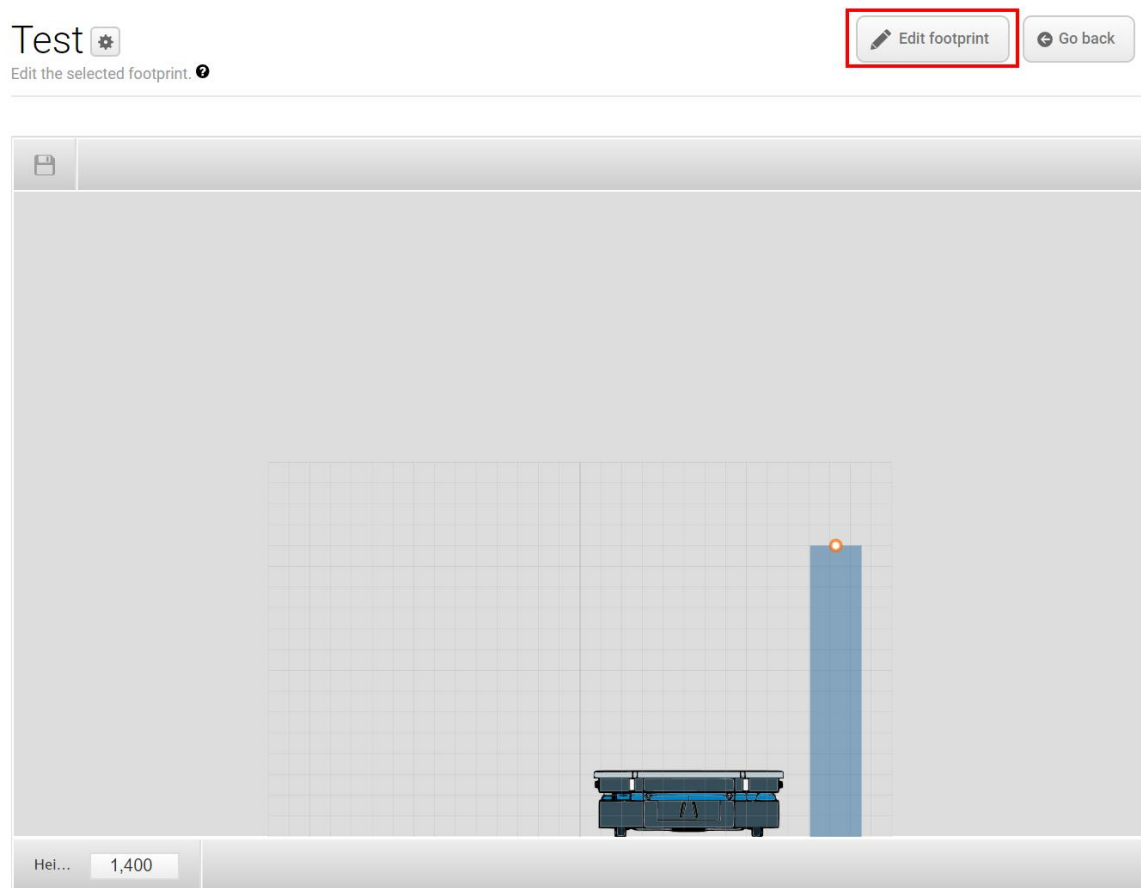 Test
Edit footprint
Go back
Edit the selected footprint.
Hei...
1,400